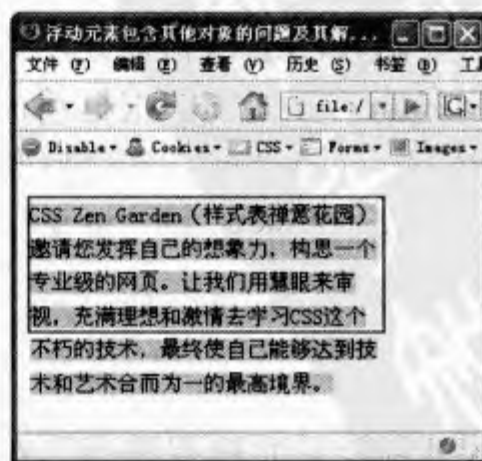 浮动元素包含其他对象的问题及其解...
文件 (F) 编辑 (E) 查看 (V) 历史 (S) 书签 (B) 工
file:/
Disable Cookies CSS Forms Images
CSS Zen Garden（样式表禅意花园）
邀请您发挥自己的想象力，构思一个
专业级的网页。让我们用慧眼来审
视，充满理想和激情去学习CSS这个
不朽的技术，最终使自己能够达到技
术和艺术合而为一的最高境界。